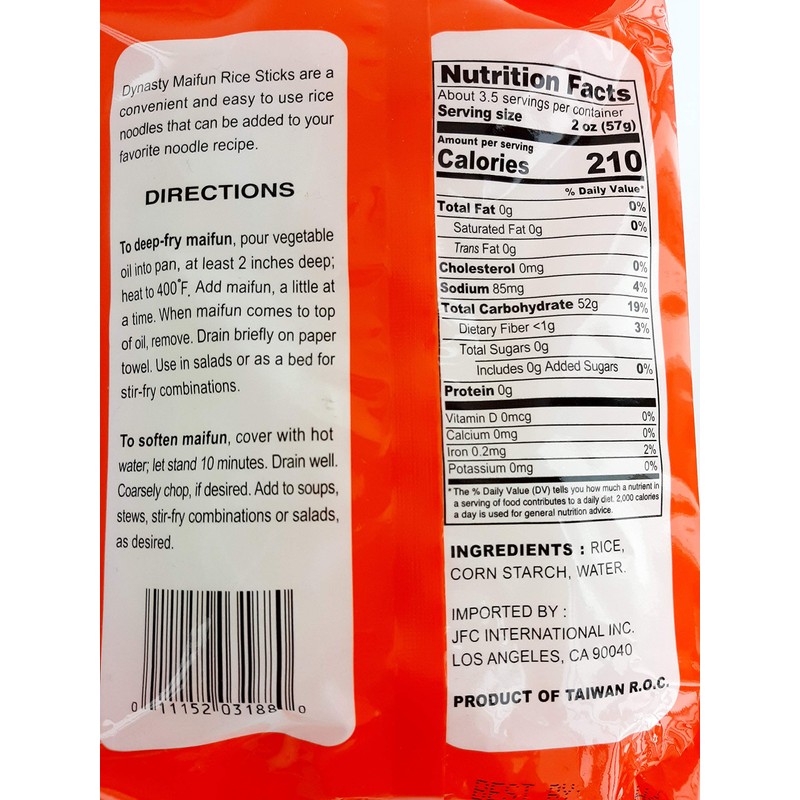 Dynasty Maifun Rice Sticks are a
convenient and easy to use rice
noodles that can be added to your
favorite noodle recipe.
DIRECTIONS
To deep-fry maifun, pour vegetable
oil into pan, at least 2 inches deep;
heat to 400°F. Add maifun, a little at
a time. When maifun comes to top
of oil, remove. Drain briefly on paper
towel. Use in salads or as a bed for
stir-fry combinations.
To soften maifun, cover with hot
water; let stand 10 minutes. Drain well.
Coarsely chop, if desired. Add to soups,
stews, stir-fry combinations or salads,
as desired.
0 11152 03188 0
Nutrition Facts
About 3.5 servings per container
Serving size 2 oz (57g)
Amount per serving
Calories 210
% Daily Value*
Total Fat 0g 0%
Saturated Fat 0g 0%
Trans Fat 0g
Cholesterol 0mg 0%
Sodium 85mg 4%
Total Carbohydrate 52g 19%
Dietary Fiber <1g 3%
Total Sugars 0g
Includes 0g Added Sugars 0%
Protein 0g
Vitamin D 0mcg 0%
Calcium 0mg 0%
Iron 0.2mg 2%
Potassium 0mg 0%
* The % Daily Value (DV) tells you how much a nutrient in
a serving of food contributes to a daily diet. 2,000 calories
a day is used for general nutrition advice.
INGREDIENTS : RICE,
CORN STARCH, WATER.
IMPORTED BY :
JFC INTERNATIONAL INC.
LOS ANGELES, CA 90040
PRODUCT OF TAIWAN R.O.C.
BEST BY: